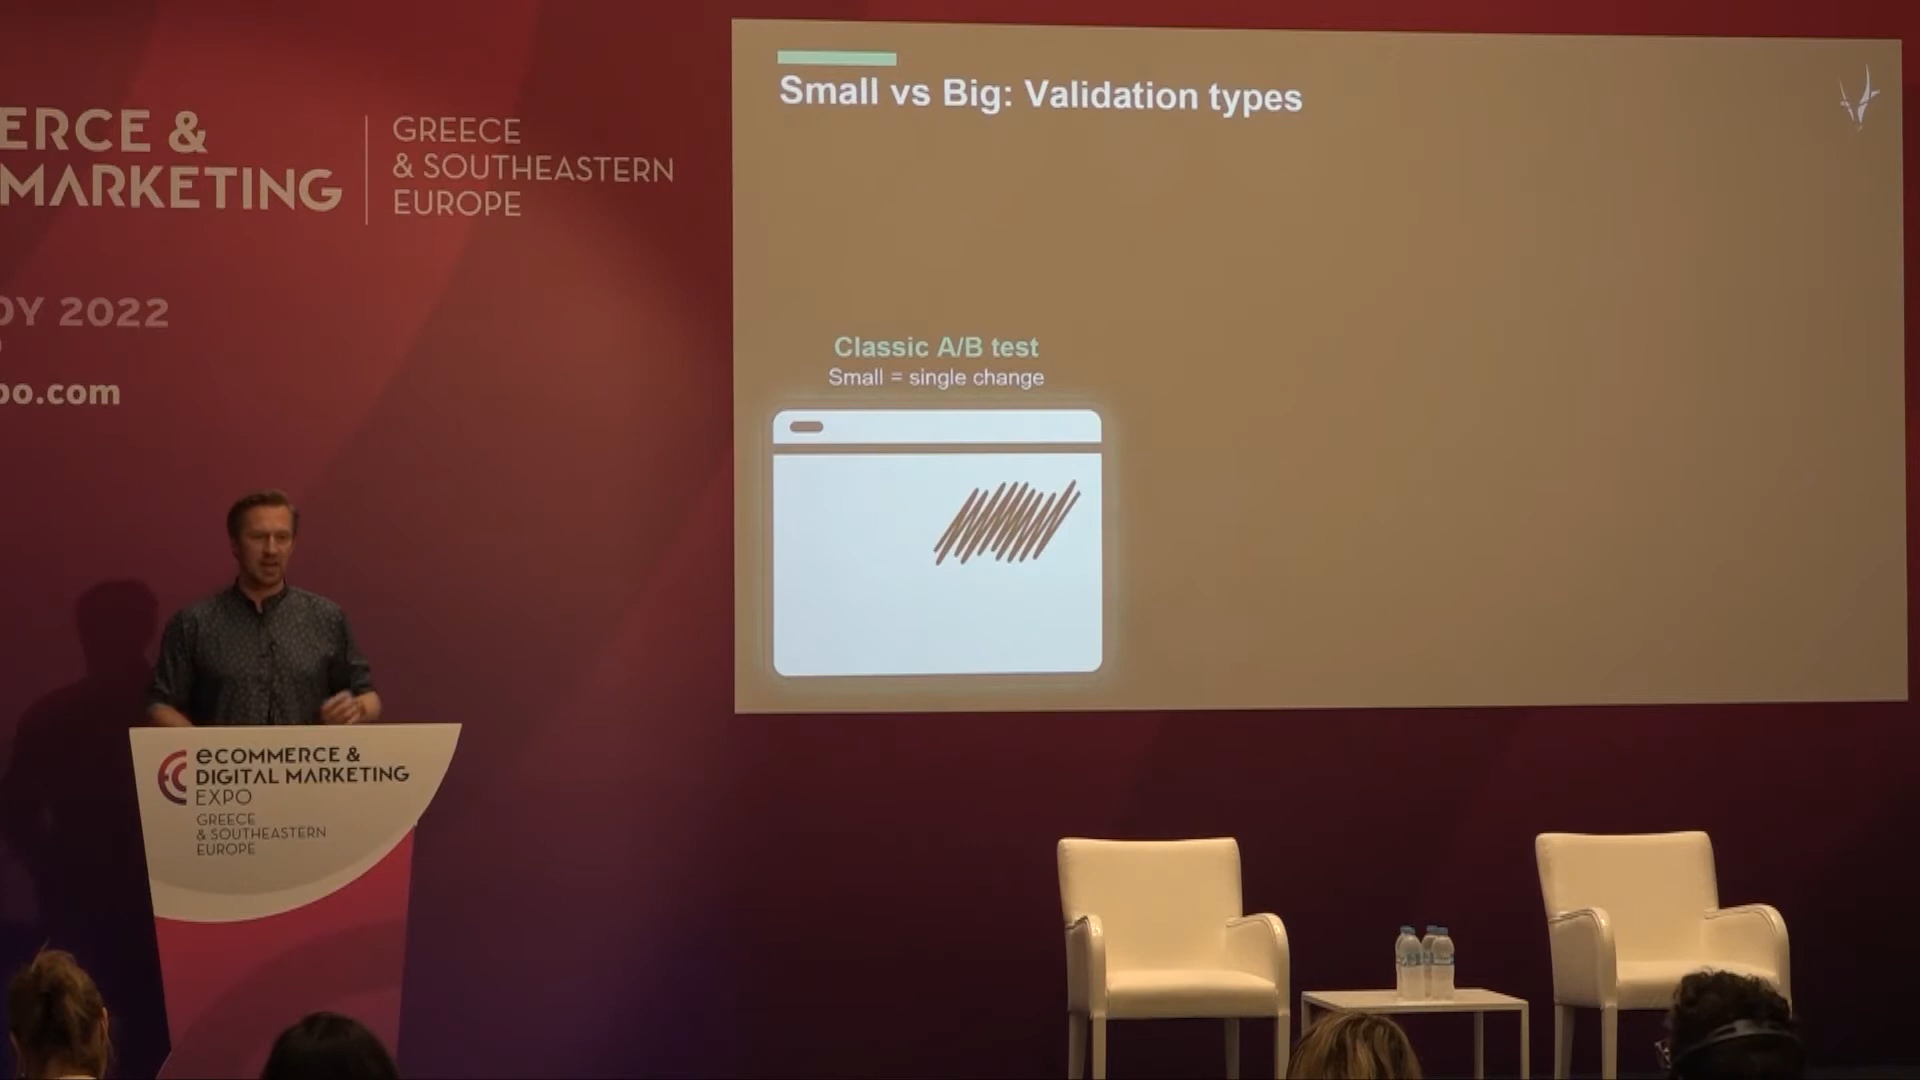 ERCE &
MARKETING
GREECE
& SOUTHEASTERN
EUROPE
2022
.com
Small vs Big: Validation types
Classic A/B test
Small = single change
eCOMMERCE &
DIGITAL MARKETING
EXPO
GREECE
& SOUTHEASTERN
EUROPE